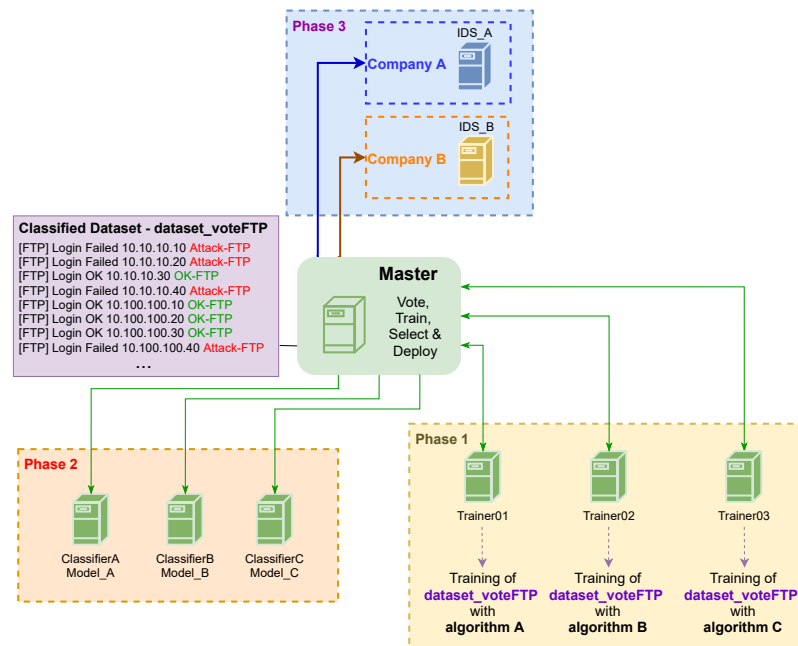 Phase 3
IDS_A
Company A
IDS_B
Company B
Classified Dataset - dataset_voteFTP
[FTP] Login Failed 10.10.10.10 Attack-FTP
[FTP] Login Failed 10.10.10.20 Attack-FTP
[FTP] Login OK 10.10.10.30 OK-FTP
[FTP] Login Failed 10.10.10.40 Attack-FTP
[FTP] Login OK 10.100.100.10 OK-FTP
[FTP] Login OK 10.100.100.20 OK-FTP
[FTP] Login OK 10.100.100.30 OK-FTP
[FTP] Login Failed 10.100.100.40 Attack-FTP
...
Master
Vote,
Train,
Select &
Deploy
Phase 2
ClassifierA
Model_A
ClassifierB
Model_B
ClassifierC
Model_C
Phase 1
Trainer01
Training of
dataset_voteFTP
with
algorithm A
Trainer02
Training of
dataset_voteFTP
with
algorithm B
Trainer03
Training of
dataset_voteFTP
with
algorithm C